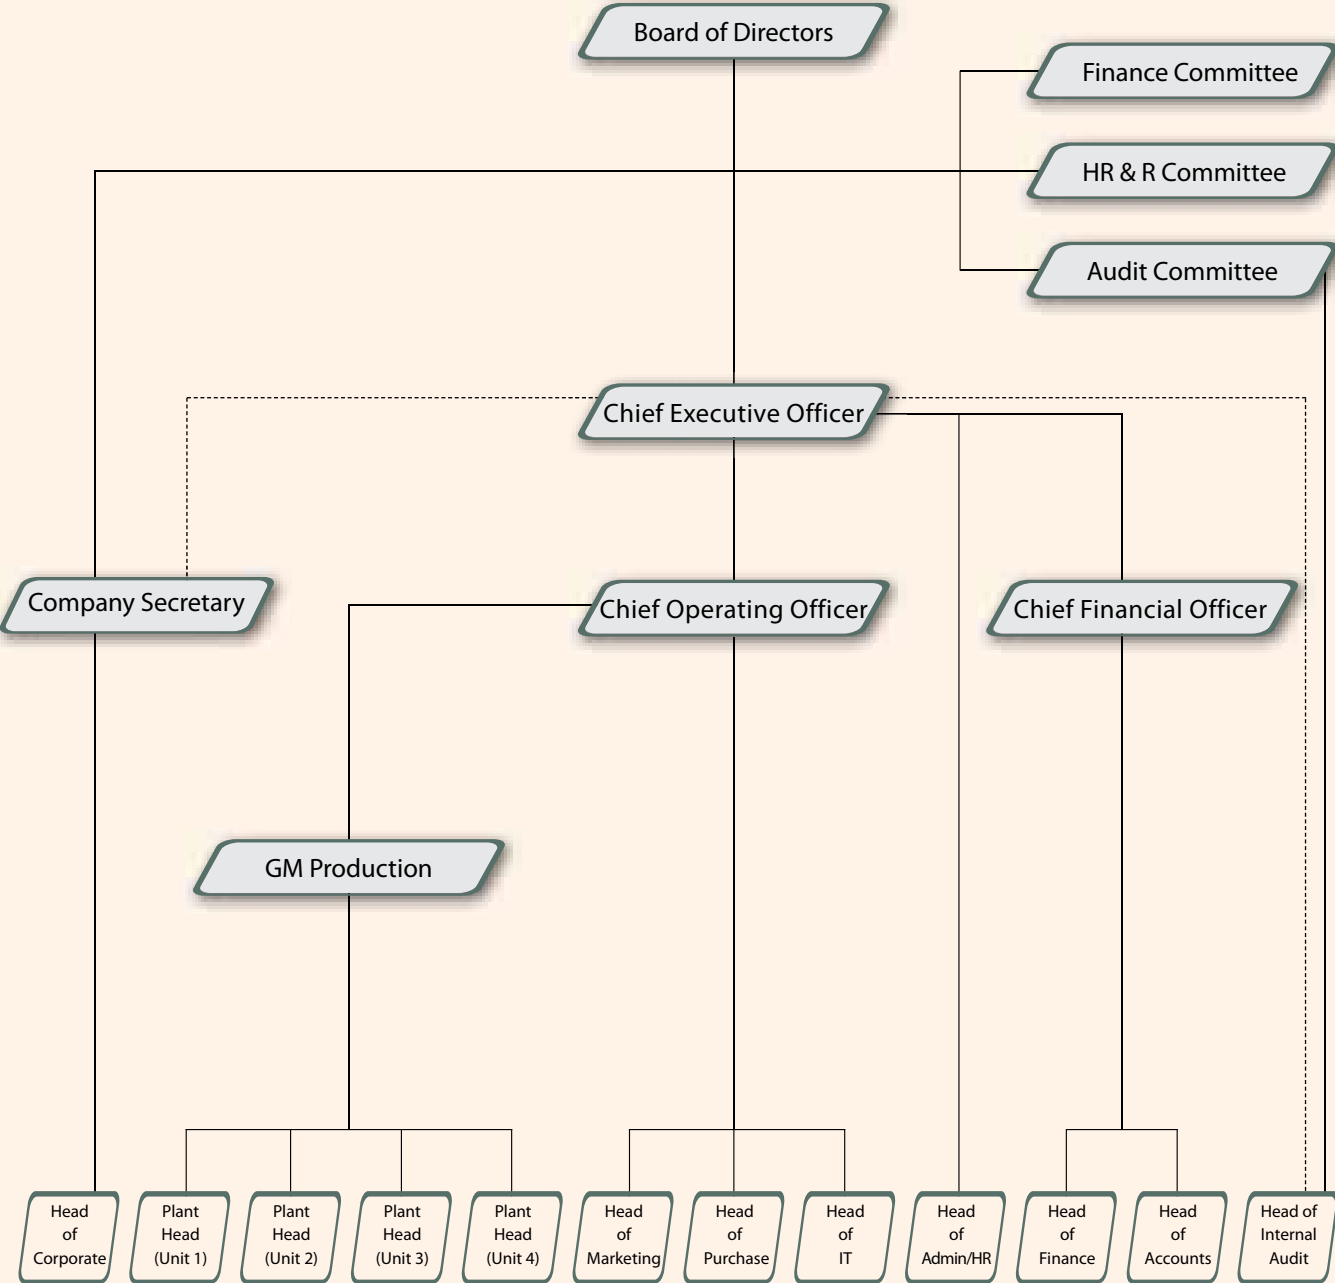 Board of Directors
Finance Committee
HR & R Committee
Audit Committee
Chief Executive Officer
Company Secretary
Chief Operating Officer
Chief Financial Officer
GM Production
Head
of
Corporate
Plant
Head
(Unit 1)
Plant
Head
(Unit 2)
Plant
Head
(Unit 3)
Plant
Head
(Unit 4)
Head
of
Marketing
Head
of
Purchase
Head
of
IT
Head
of
Admin/HR
Head
of
Finance
Head
of
Accounts
Head of
Internal
Audit